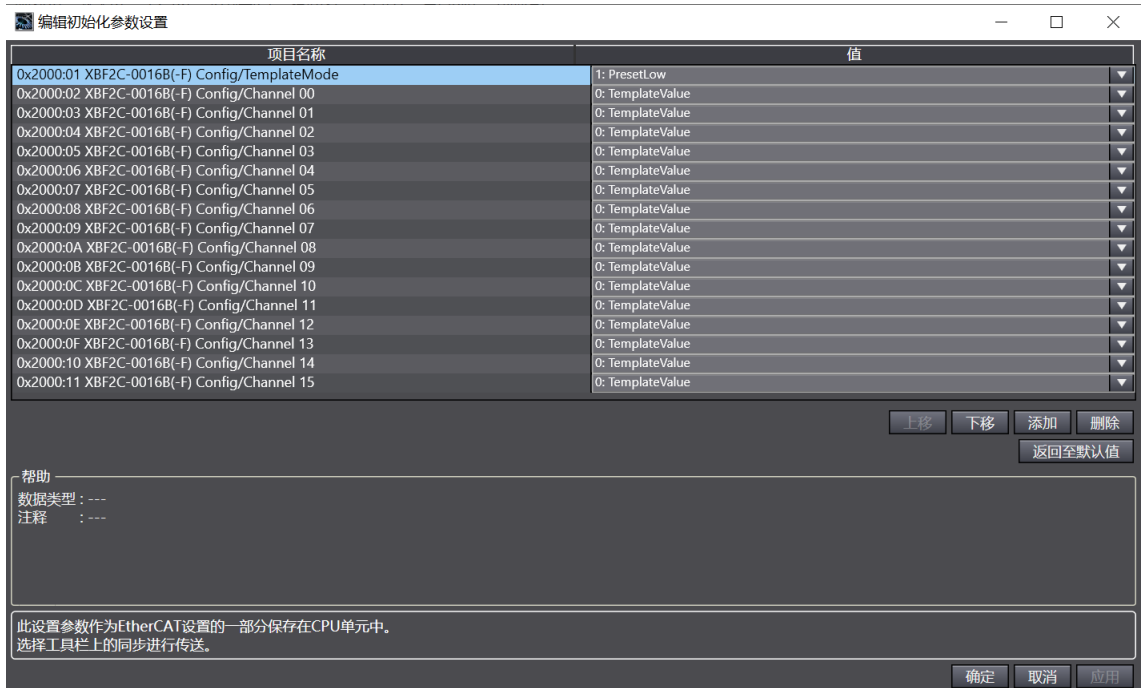 编辑初始化参数设置
项目名称 值
0x2000:01 XBF2C-0016B(-F) Config/TemplateMode 1: PresetLow
0x2000:02 XBF2C-0016B(-F) Config/Channel 00 0: TemplateValue
0x2000:03 XBF2C-0016B(-F) Config/Channel 01 0: TemplateValue
0x2000:04 XBF2C-0016B(-F) Config/Channel 02 0: TemplateValue
0x2000:05 XBF2C-0016B(-F) Config/Channel 03 0: TemplateValue
0x2000:06 XBF2C-0016B(-F) Config/Channel 04 0: TemplateValue
0x2000:07 XBF2C-0016B(-F) Config/Channel 05 0: TemplateValue
0x2000:08 XBF2C-0016B(-F) Config/Channel 06 0: TemplateValue
0x2000:09 XBF2C-0016B(-F) Config/Channel 07 0: TemplateValue
0x2000:0A XBF2C-0016B(-F) Config/Channel 08 0: TemplateValue
0x2000:0B XBF2C-0016B(-F) Config/Channel 09 0: TemplateValue
0x2000:0C XBF2C-0016B(-F) Config/Channel 10 0: TemplateValue
0x2000:0D XBF2C-0016B(-F) Config/Channel 11 0: TemplateValue
0x2000:0E XBF2C-0016B(-F) Config/Channel 12 0: TemplateValue
0x2000:0F XBF2C-0016B(-F) Config/Channel 13 0: TemplateValue
0x2000:10 XBF2C-0016B(-F) Config/Channel 14 0: TemplateValue
0x2000:11 XBF2C-0016B(-F) Config/Channel 15 0: TemplateValue
上移 下移 添加 删除
返回至默认值
帮助
数据类型 : ---
注释 : ---
此设置参数作为EtherCAT设置的一部分保存在CPU单元中。
选择工具栏上的同步进行传送。
确定 取消 应用